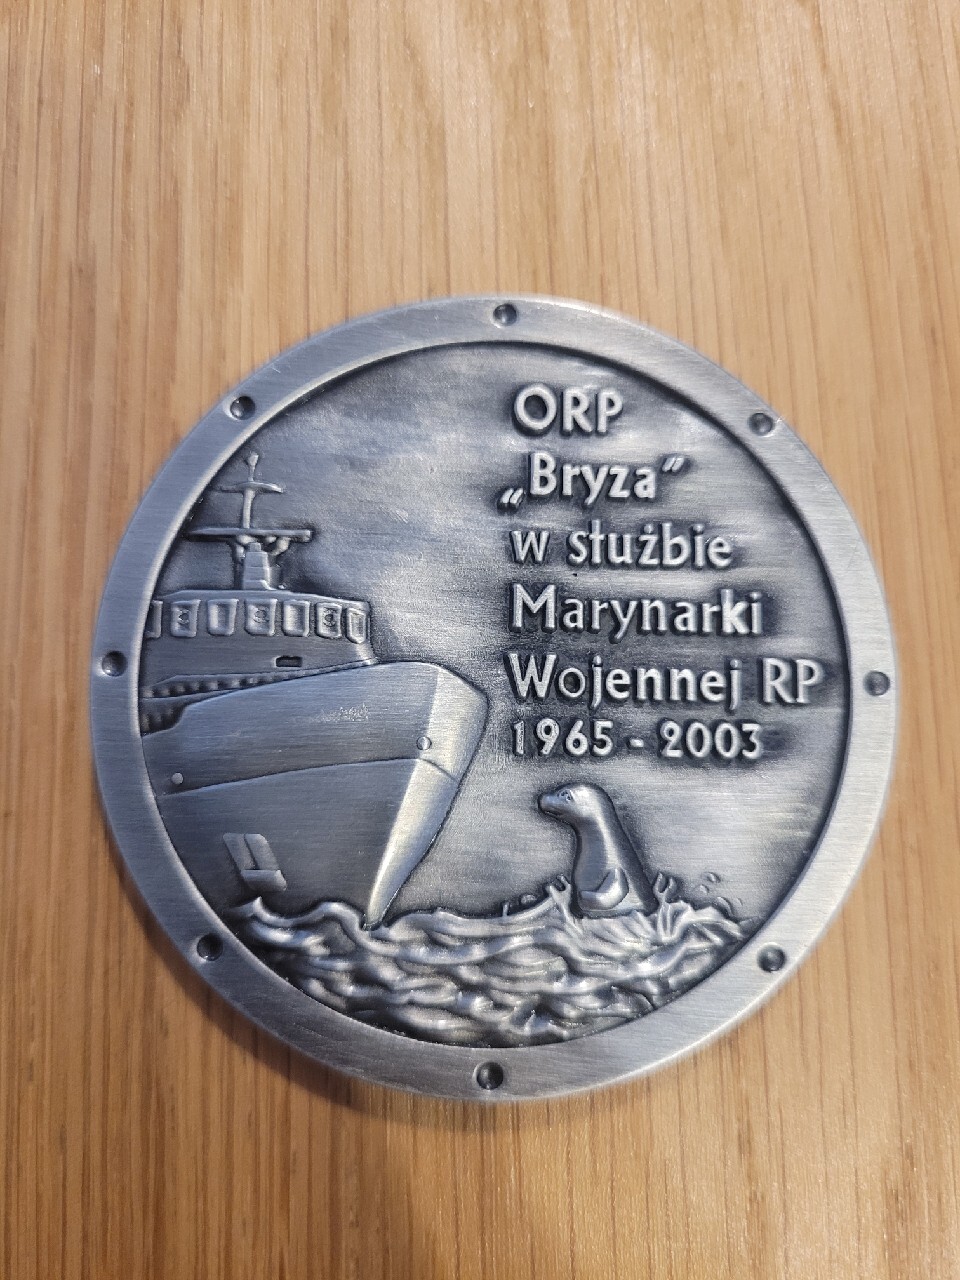 ORP
„Bryza”
w służbie
Marynarki
Wojennej RP
1965 - 2003